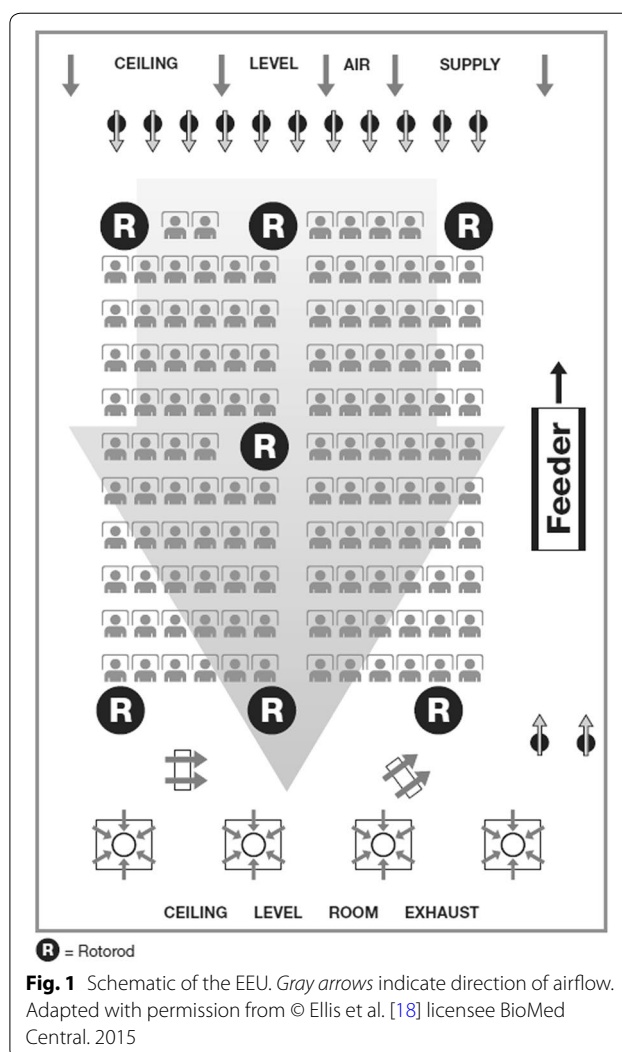 CEILING LEVEL AIR SUPPLY
R R R
R
Feeder
R R R
CEILING LEVEL ROOM EXHAUST
R = Rotorod
Fig. 1 Schematic of the EEU. Gray arrows indicate direction of airflow.
Adapted with permission from © Ellis et al. [18] licensee BioMed
Central. 2015